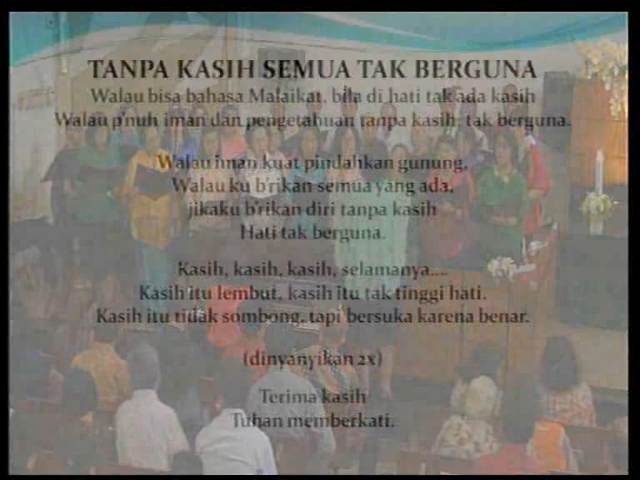 TANPA KASIH SEMUA TAK BERGUNA
Walau bisa bahasa Malaikat, bila di hati tak ada kasih
Walau p'nuh iman dan pengetahuan tanpa kasih, tak berguna.
Walau iman kuat pindahkan gunung,
Walau ku b'rikan semua yang ada,
jikaku b'rikan diri tanpa kasih
Hati tak berguna.
Kasih, kasih, kasih, selamanya....
Kasih itu lembut, kasih itu tak tinggi hati.
Kasih itu tidak sombong, tapi bersuka karena benar.
(dinyanyikan 2x)
Terima kasih
Tuhan memberkati.